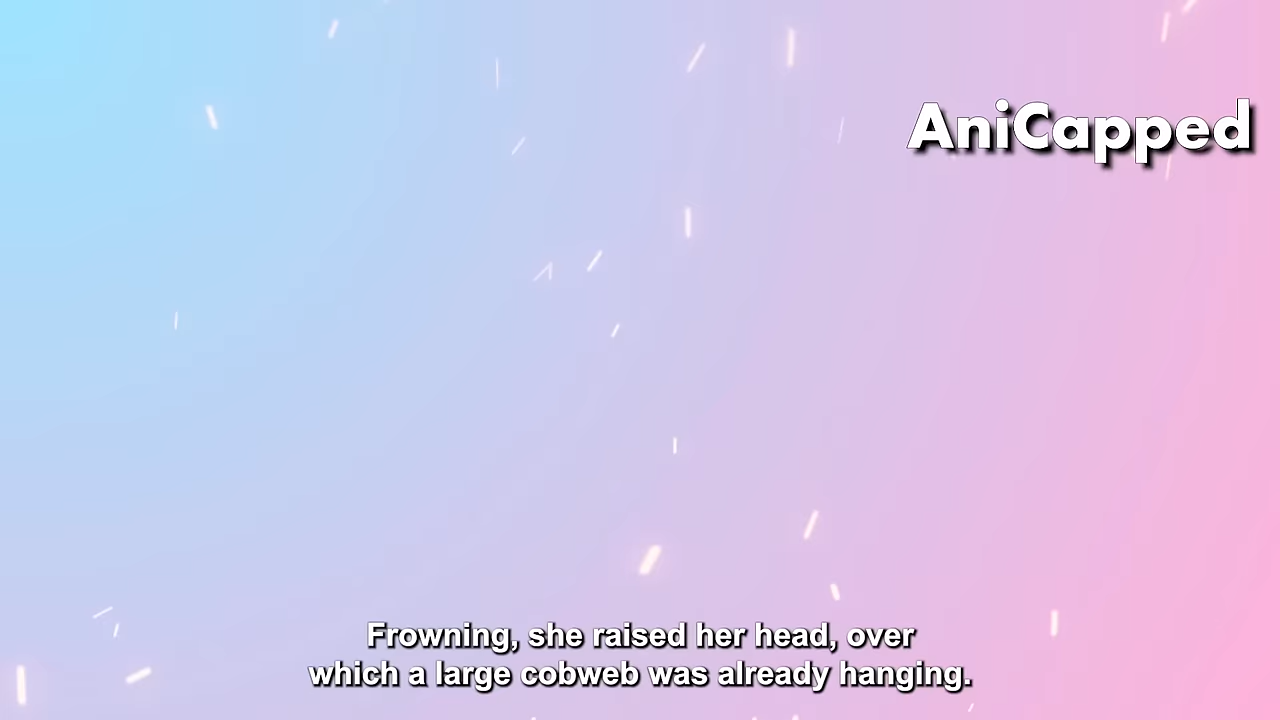 AniCapped
Frowning, she raised her head, over
which a large cobweb was already hanging.